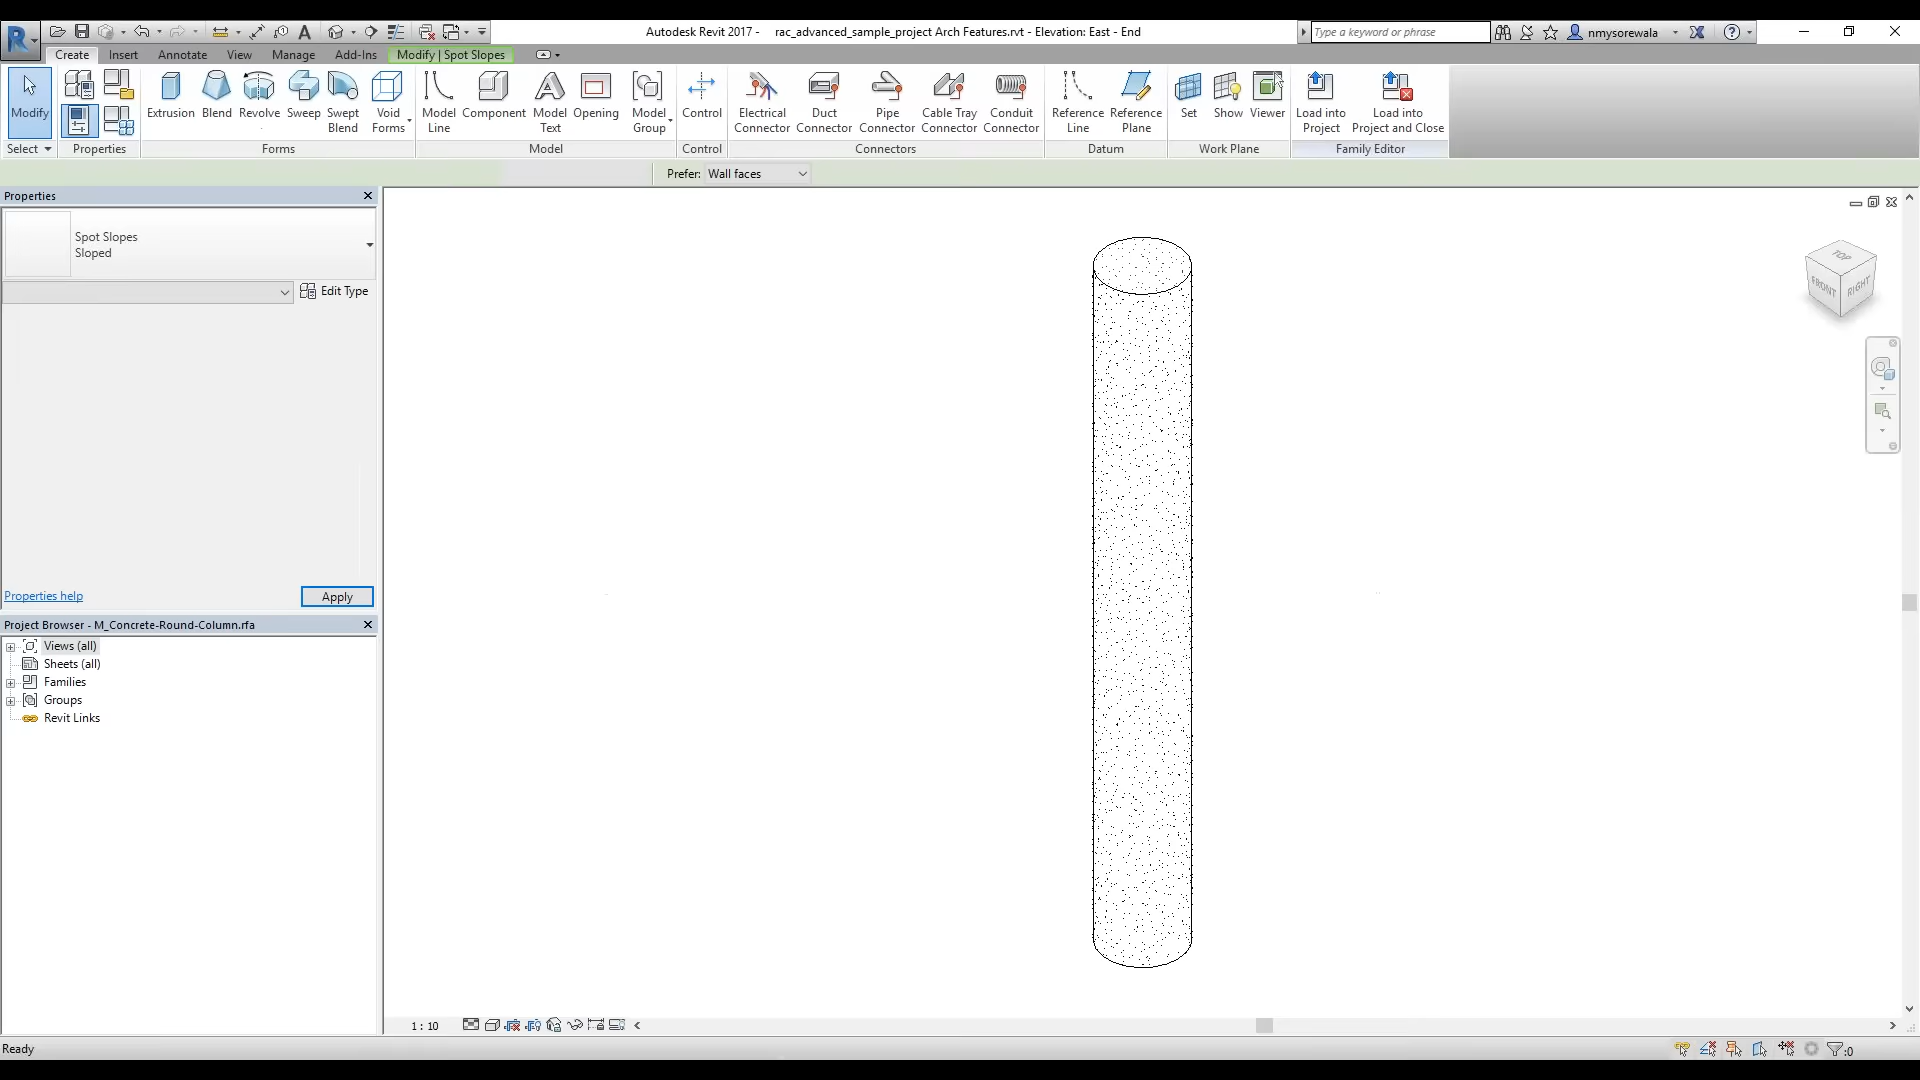 Autodesk Revit 2017 - rac_advanced_sample_project Arch Features.rvt - Elevation: East - End
Type a keyword or phrase
nmysorewala
Create Insert Annotate View Manage Add-Ins Modify | Spot Slopes
Modify
Extrusion Blend Revolve Sweep Swept Blend Void Forms
Model Line Component Model Text Opening Model Group
Control
Electrical Connector Duct Connector Pipe Connector Cable Tray Connector Conduit Connector
Reference Line Reference Plane
Set Show Viewer
Load into Project Load into Project and Close
Select Properties Forms Model Control Connectors Datum Work Plane Family Editor
Prefer: Wall faces
Properties
Spot Slopes
Sloped
Edit Type
TOP
FRONT RIGHT
Properties help Apply
Project Browser - M_Concrete-Round-Column.rfa
Views (all)
Sheets (all)
Families
Groups
Revit Links
1 : 10
Ready
:0